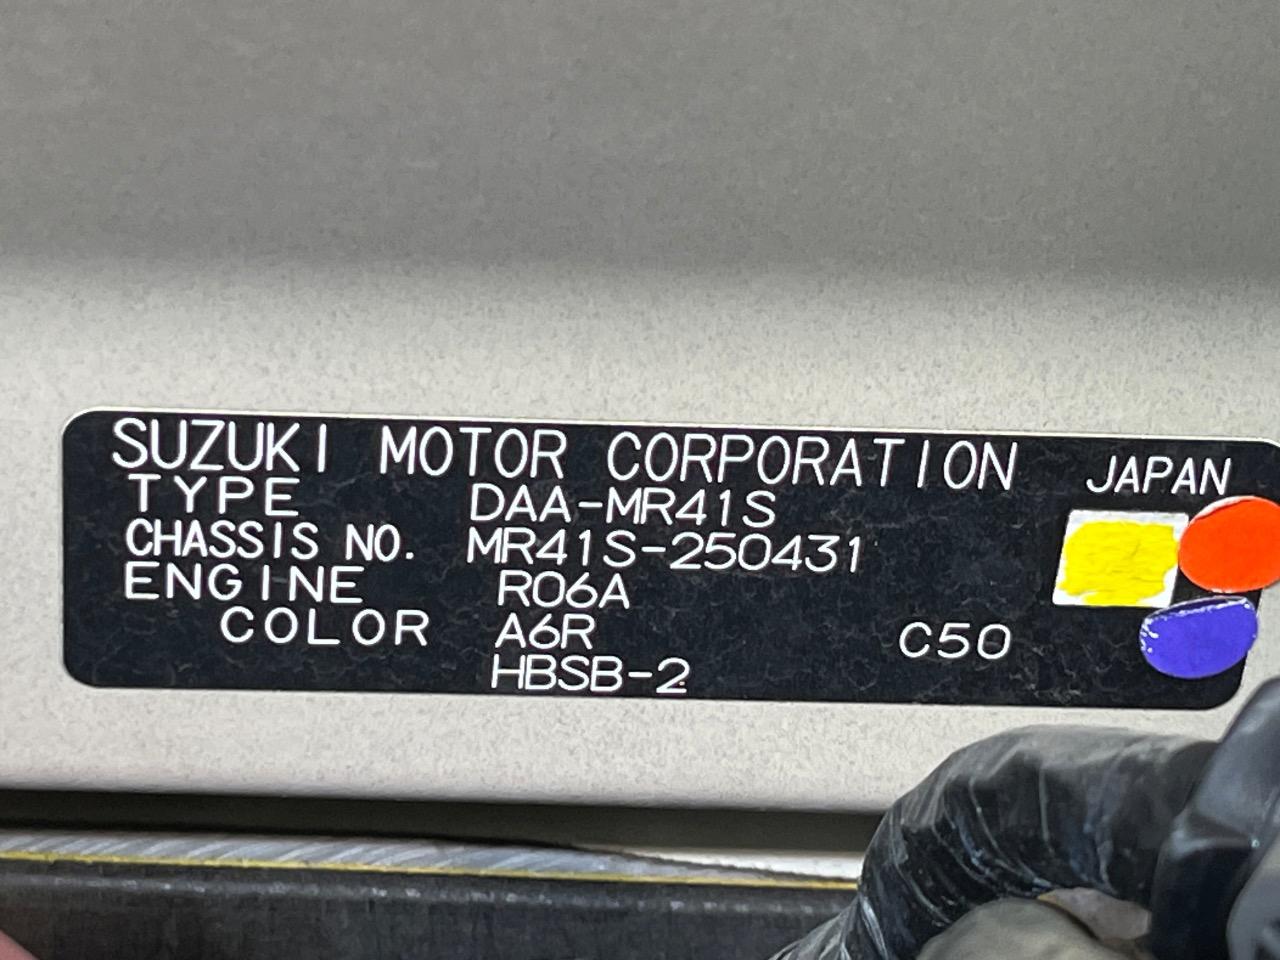 SUZUKI MOTOR CORPORATION JAPAN
TYPE DAA-MR41S
CHASSIS NO. MR41S-250431
ENGINE R06A
COLOR A6R C50
HBSB-2